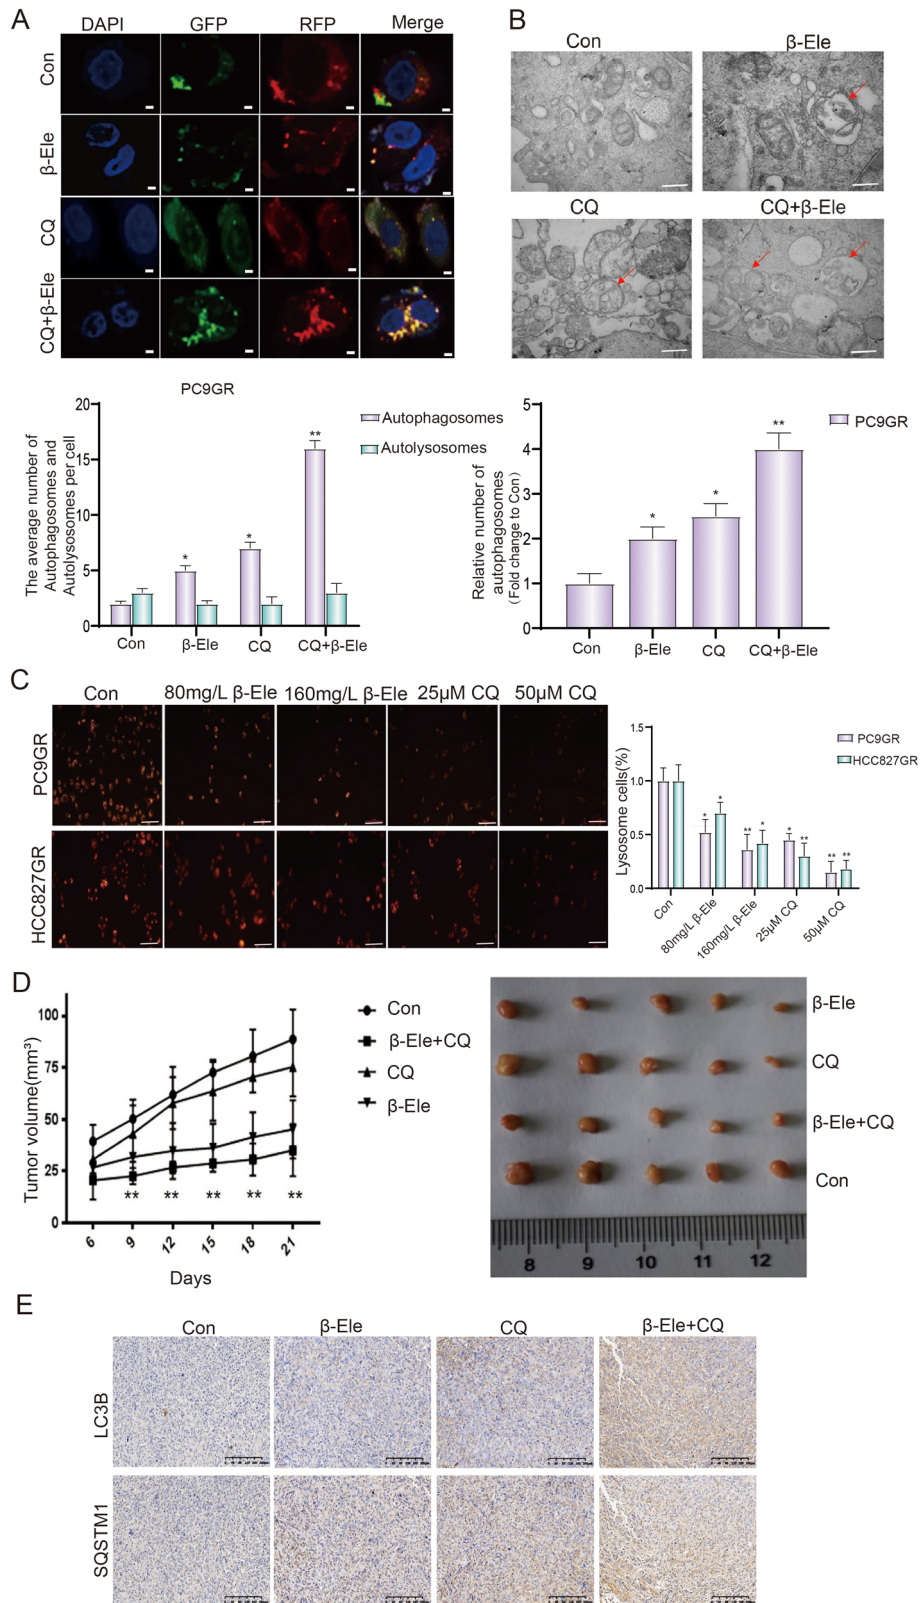 A
DAPI GFP RFP Merge
Con
β-Ele
CQ
CQ+β-Ele
B
Con β-Ele
CQ CQ+β-Ele
PC9GR
The average number of
Autophagosomes and
Autolysosomes per cell
20
15
10
5
0
* * **
Con β-Ele CQ CQ+β-Ele
Autophagosomes
Autolysosomes
Relative number of
autophagosomes
(Fold change to Con)
5
4
3
2
1
0
* * **
Con β-Ele CQ CQ+β-Ele
PC9GR
C
Con 80mg/L β-Ele 160mg/L β-Ele 25μM CQ 50μM CQ
PC9GR
HCC827GR
Lysosome cells(%)
1.5
1.0
0.5
0.0
* * ** * * ** ** **
Con 80mg/L β-Ele 160mg/L β-Ele 25μM CQ 50μM CQ
PC9GR
HCC827GR
D
Tumor volume(mm³)
100
75
50
25
0
** ** ** ** **
6 9 12 15 18 21
Days
Con
β-Ele+CQ
CQ
β-Ele
β-Ele
CQ
β-Ele+CQ
Con
8 9 10 11 12
E
Con β-Ele CQ β-Ele+CQ
LC3B
SQSTM1